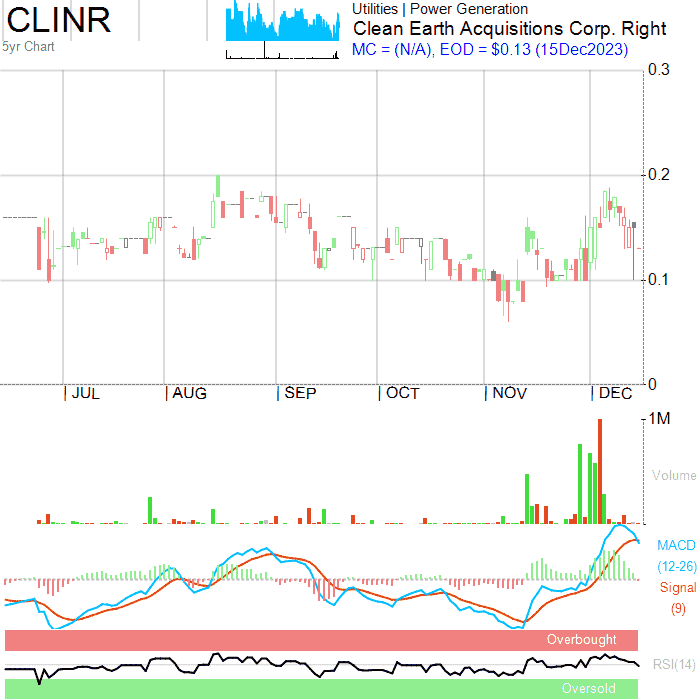 CLINR
5yr Chart
Utilities | Power Generation
Clean Earth Acquisitions Corp. Right
MC = (N/A), EOD = $0.13 (15Dec2023)
0.3
0.2
0.1
0
JUL AUG SEP OCT NOV DEC
1M
Volume
MACD
(12-26)
Signal
(9)
Overbought
RSI(14)
Oversold